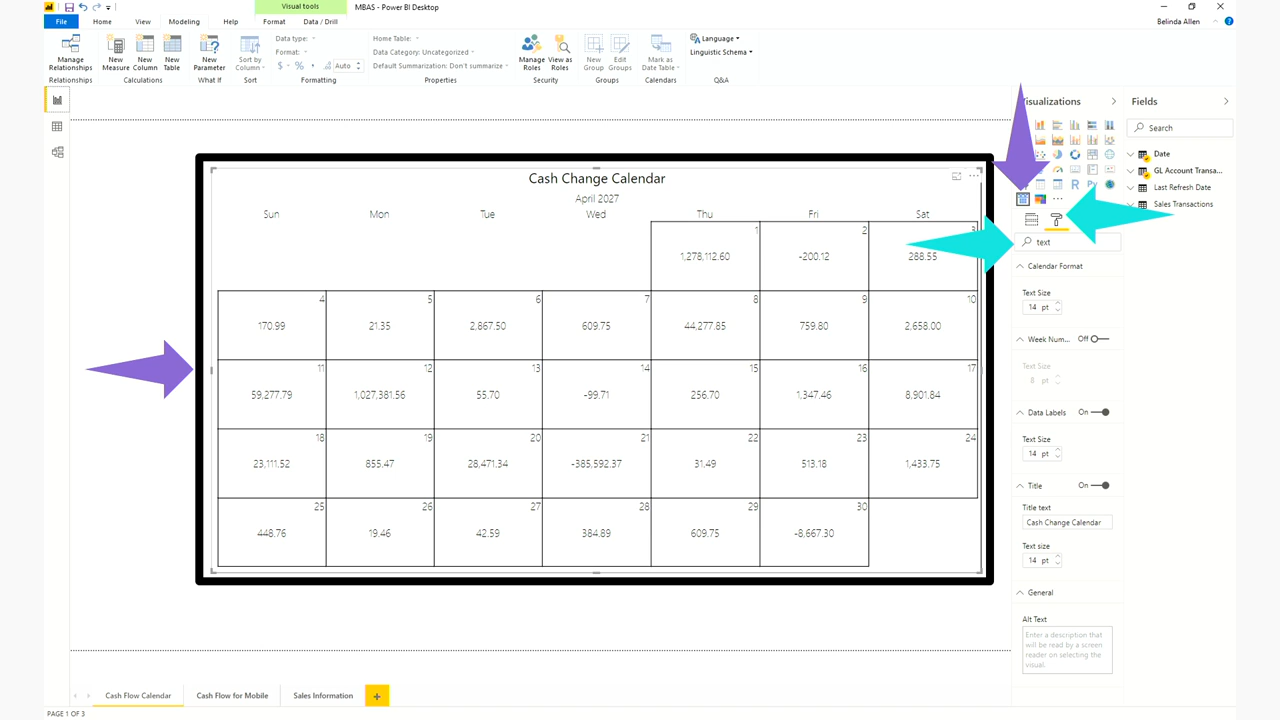 Visual tools
MBAS - Power BI Desktop
File Home View Modeling Help Format Data / Drill
Belinda Allen
Manage Relationships
New Measure
New Column
New Table
New Parameter
Sort by Column
Data type:
Format:
$ % , Auto
Home Table:
Data Category: Uncategorized
Default Summarization: Don't summarize
Manage Roles
View as Roles
New Group
Edit Groups
Mark as Date Table
Language
Linguistic Schema
Relationships Calculations What If Sort Formatting Properties Security Groups Calendars Q&A
Cash Change Calendar
April 2027
Sun Mon Tue Wed Thu Fri Sat
1 2 3
1,278,112.60 -200.12 288.55
4 5 6 7 8 9 10
170.99 21.35 2,867.50 609.75 44,277.85 759.80 2,658.00
11 12 13 14 15 16 17
59,277.79 1,027,381.56 55.70 -99.71 256.70 1,347.46 8,901.84
18 19 20 21 22 23 24
23,111.52 855.47 28,471.34 -385,592.37 31.49 513.18 1,433.75
25 26 27 28 29 30
448.76 19.46 42.59 384.89 609.75 -8,667.30
Visualizations
R Py
text
Calendar Format
Text Size
14 pt
Week Num... Off
Text Size
8 pt
Data Labels On
Text Size
14 pt
Title On
Title text
Cash Change Calendar
Text size
14 pt
General
Alt Text
Enter a description that
will be read by a screen
reader on selecting the
visual.
Fields
Search
Date
GL Account Transa...
Last Refresh Date
Sales Transactions
Cash Flow Calendar Cash Flow for Mobile Sales Information +
PAGE 1 OF 3